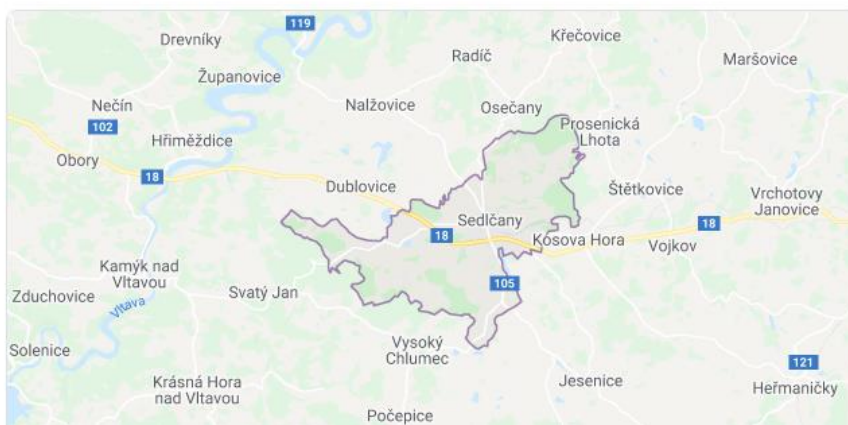 119
Drevníky
Křečovice
Radíč
Maršovice
Županovice
Nečín
Nalžovice
Osečany
102
Prosenická
Lhota
Hřiměždice
Obory
18
Dublovice
Štětkovice
Vrchotovy
Janovice
Sedlčany
18
18
Kosova Hora
Vojkov
Kamýk nad
Vltavou
Zduchovice
Svatý Jan
105
Vltava
Vysoký
Chlumec
Solenice
121
Krásná Hora
nad Vltavou
Jesenice
Heřmaničky
Počepice